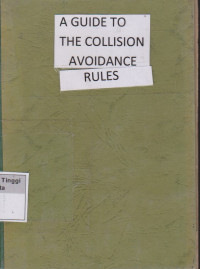 A GUIDE TO
THE COLLISION
AVOIDANCE
RULES
Tinggi